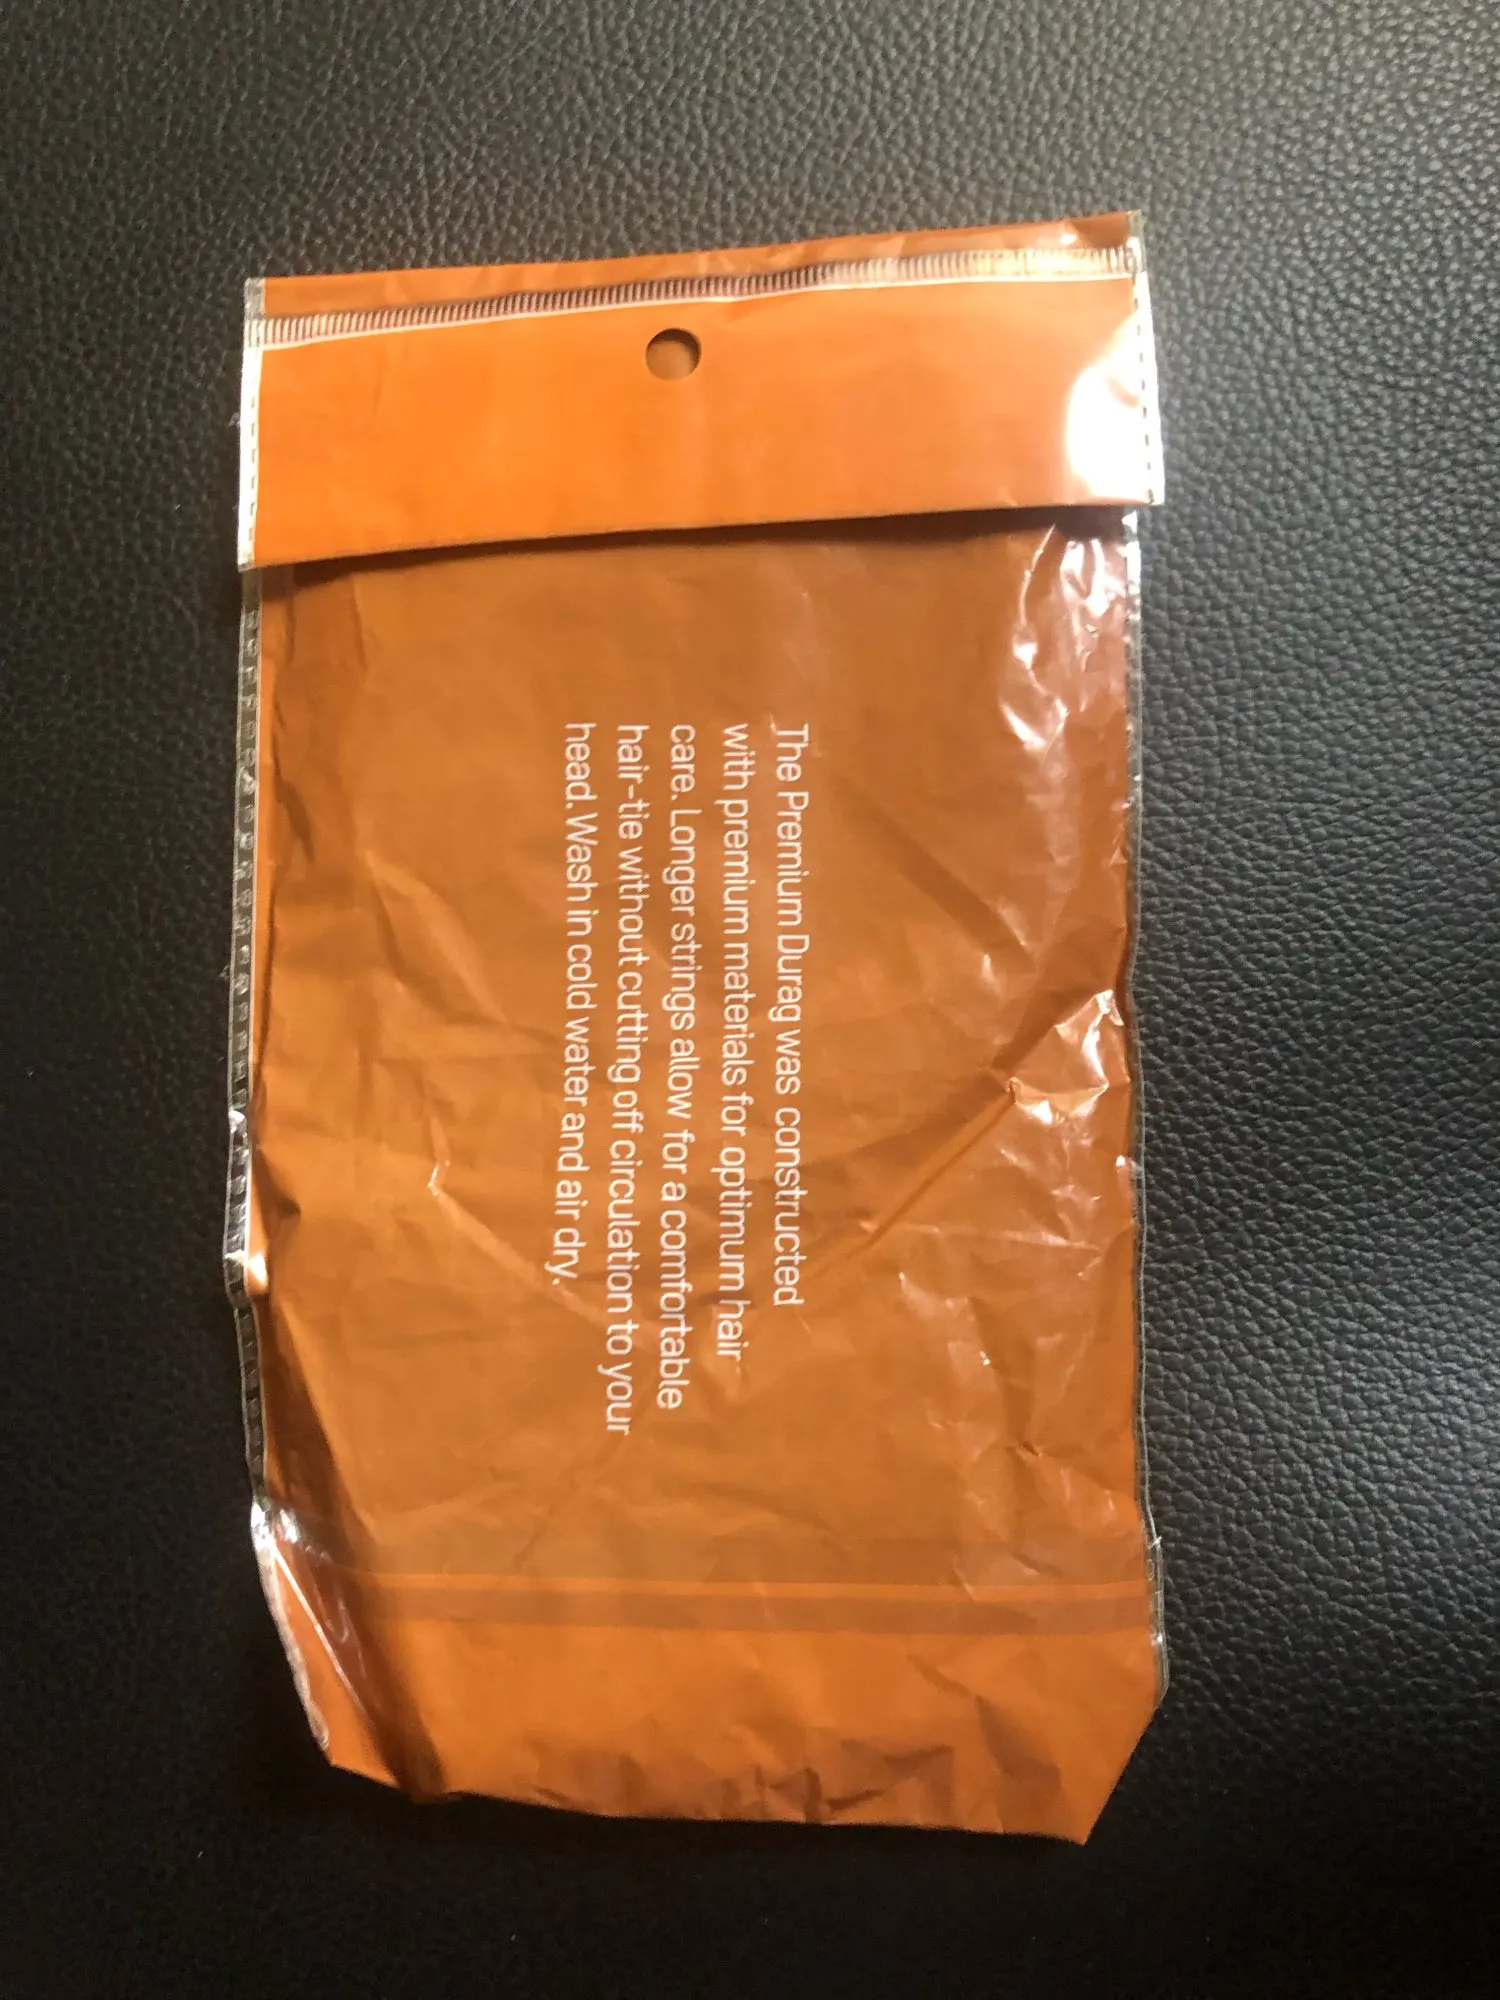 The Premium Durag was constructed
with premium materials for optimum hair
care. Longer strings allow for a comfortable
hair-tie without cutting off circulation to your
head. Wash in cold water and air dry.